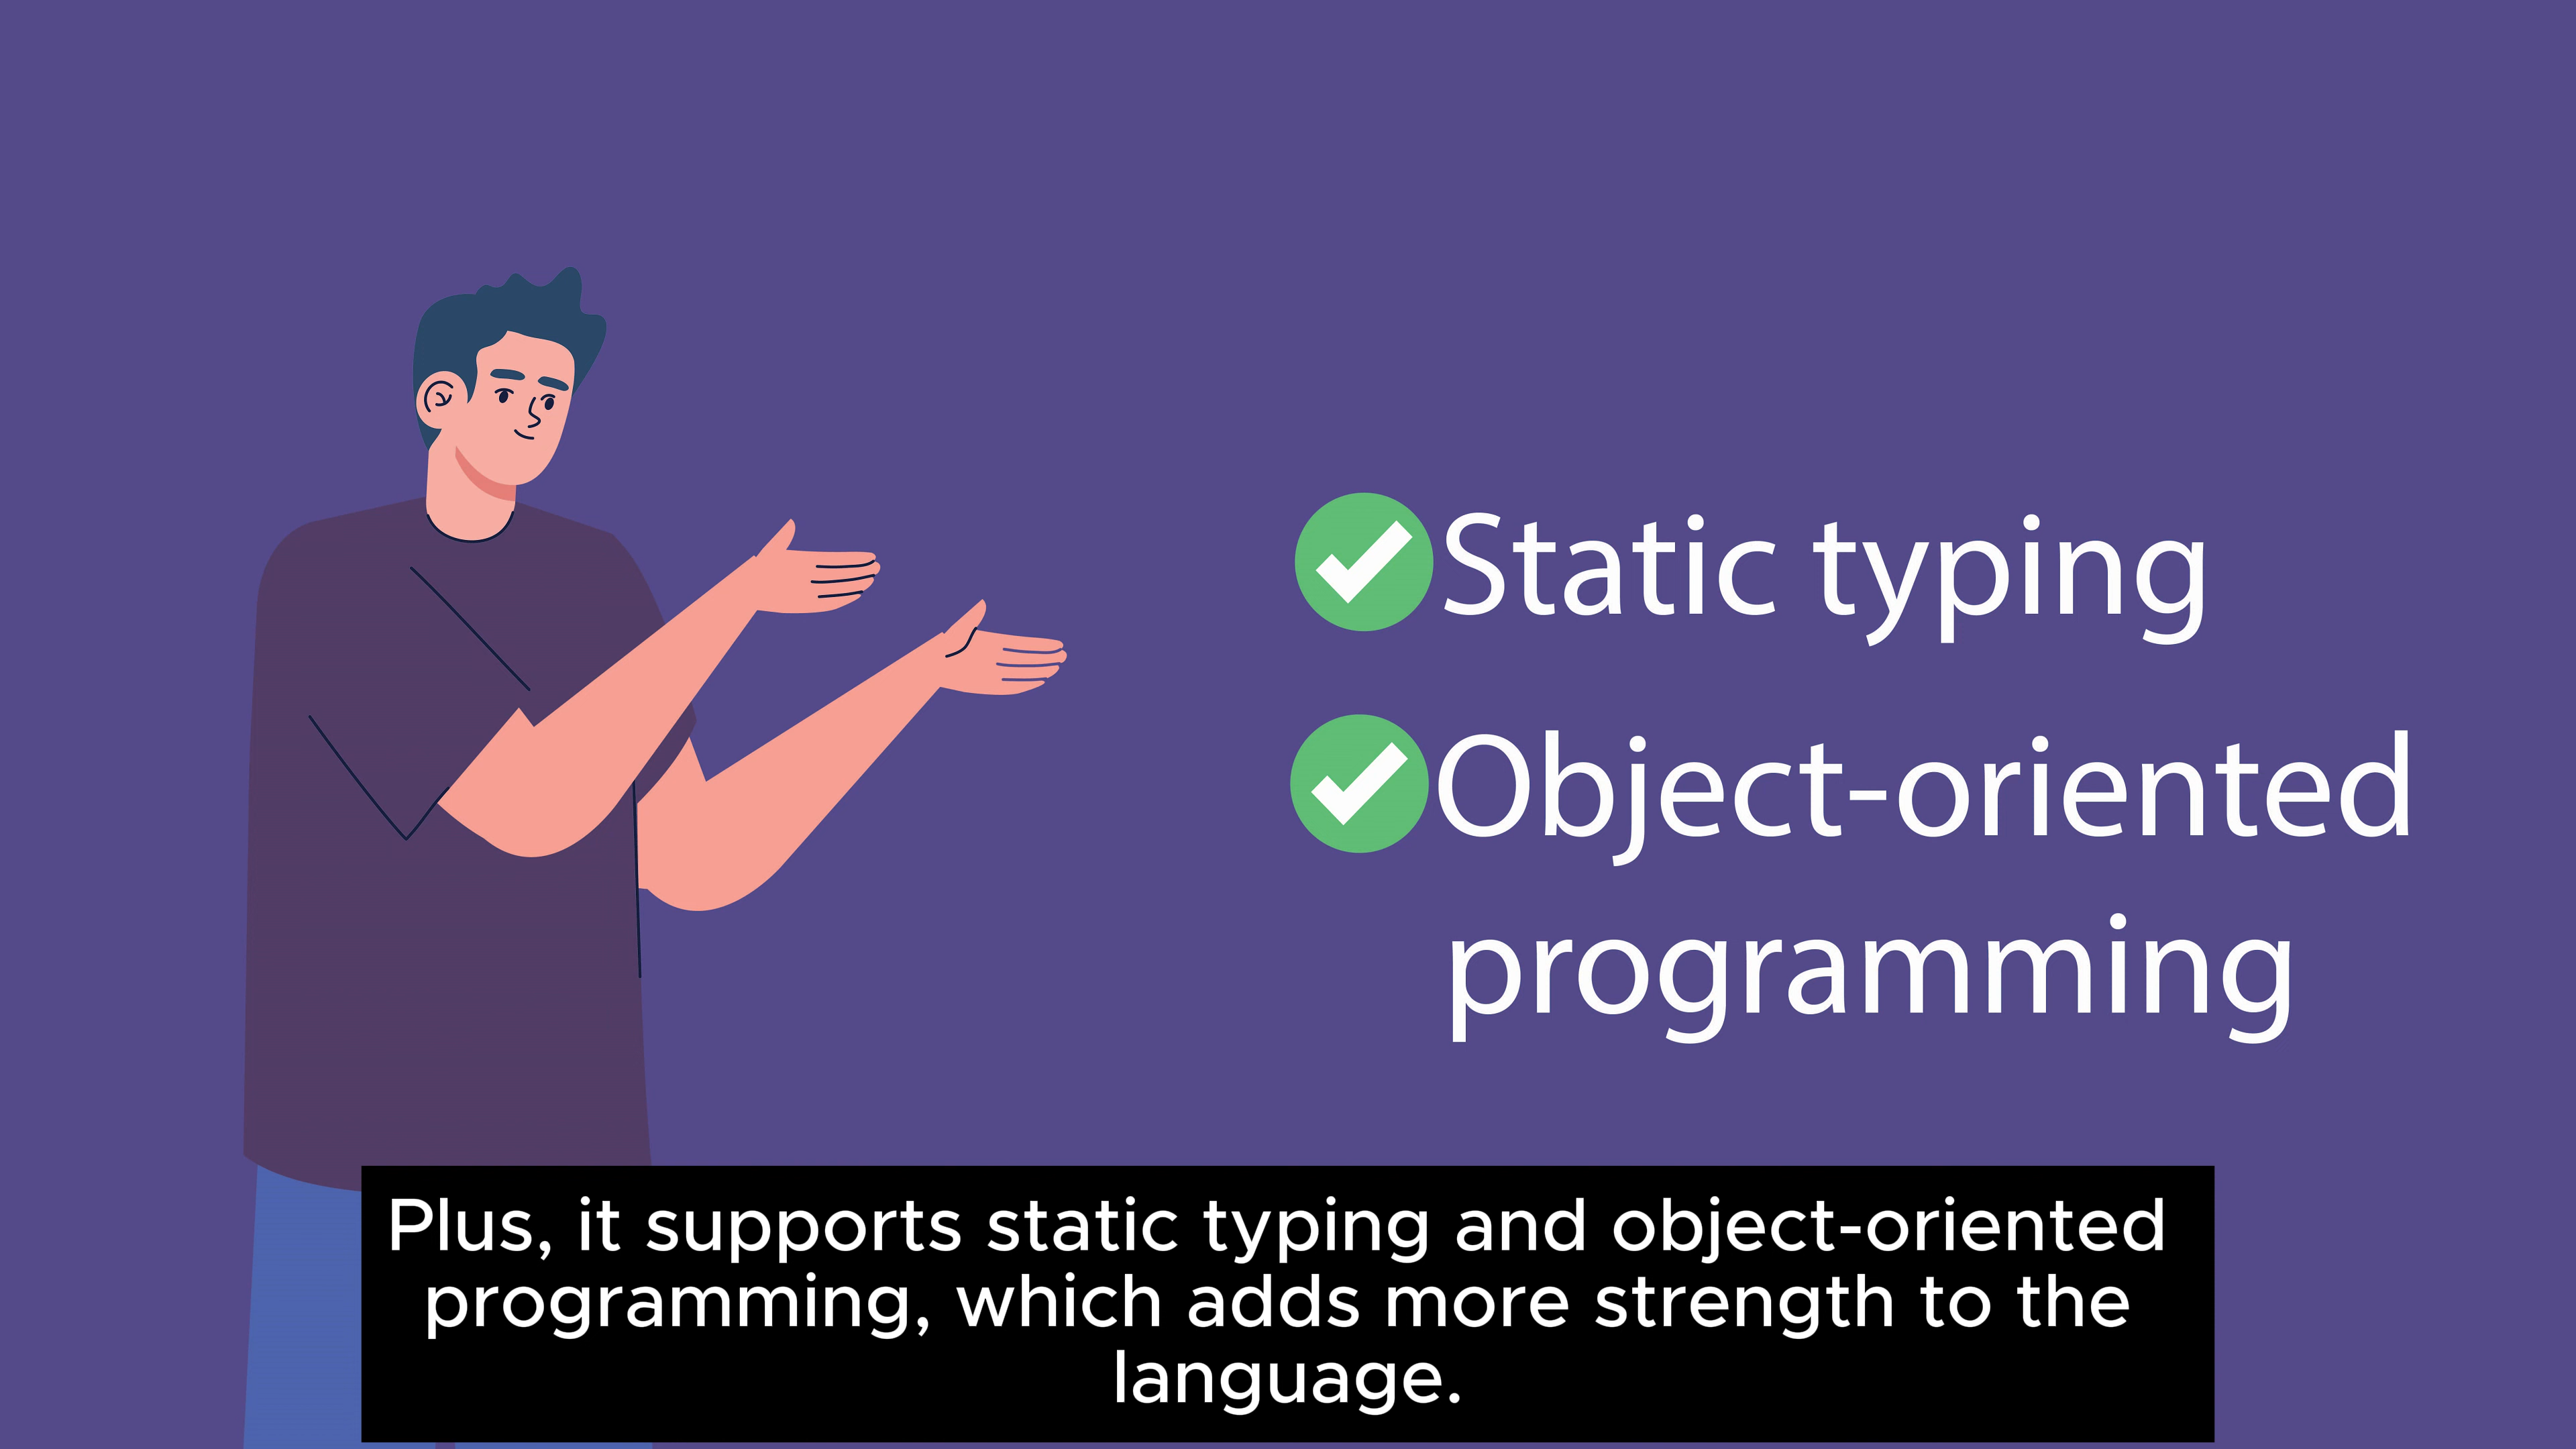 Static typing
Object-oriented
programming
Plus, it supports static typing and object-oriented
programming, which adds more strength to the
language.